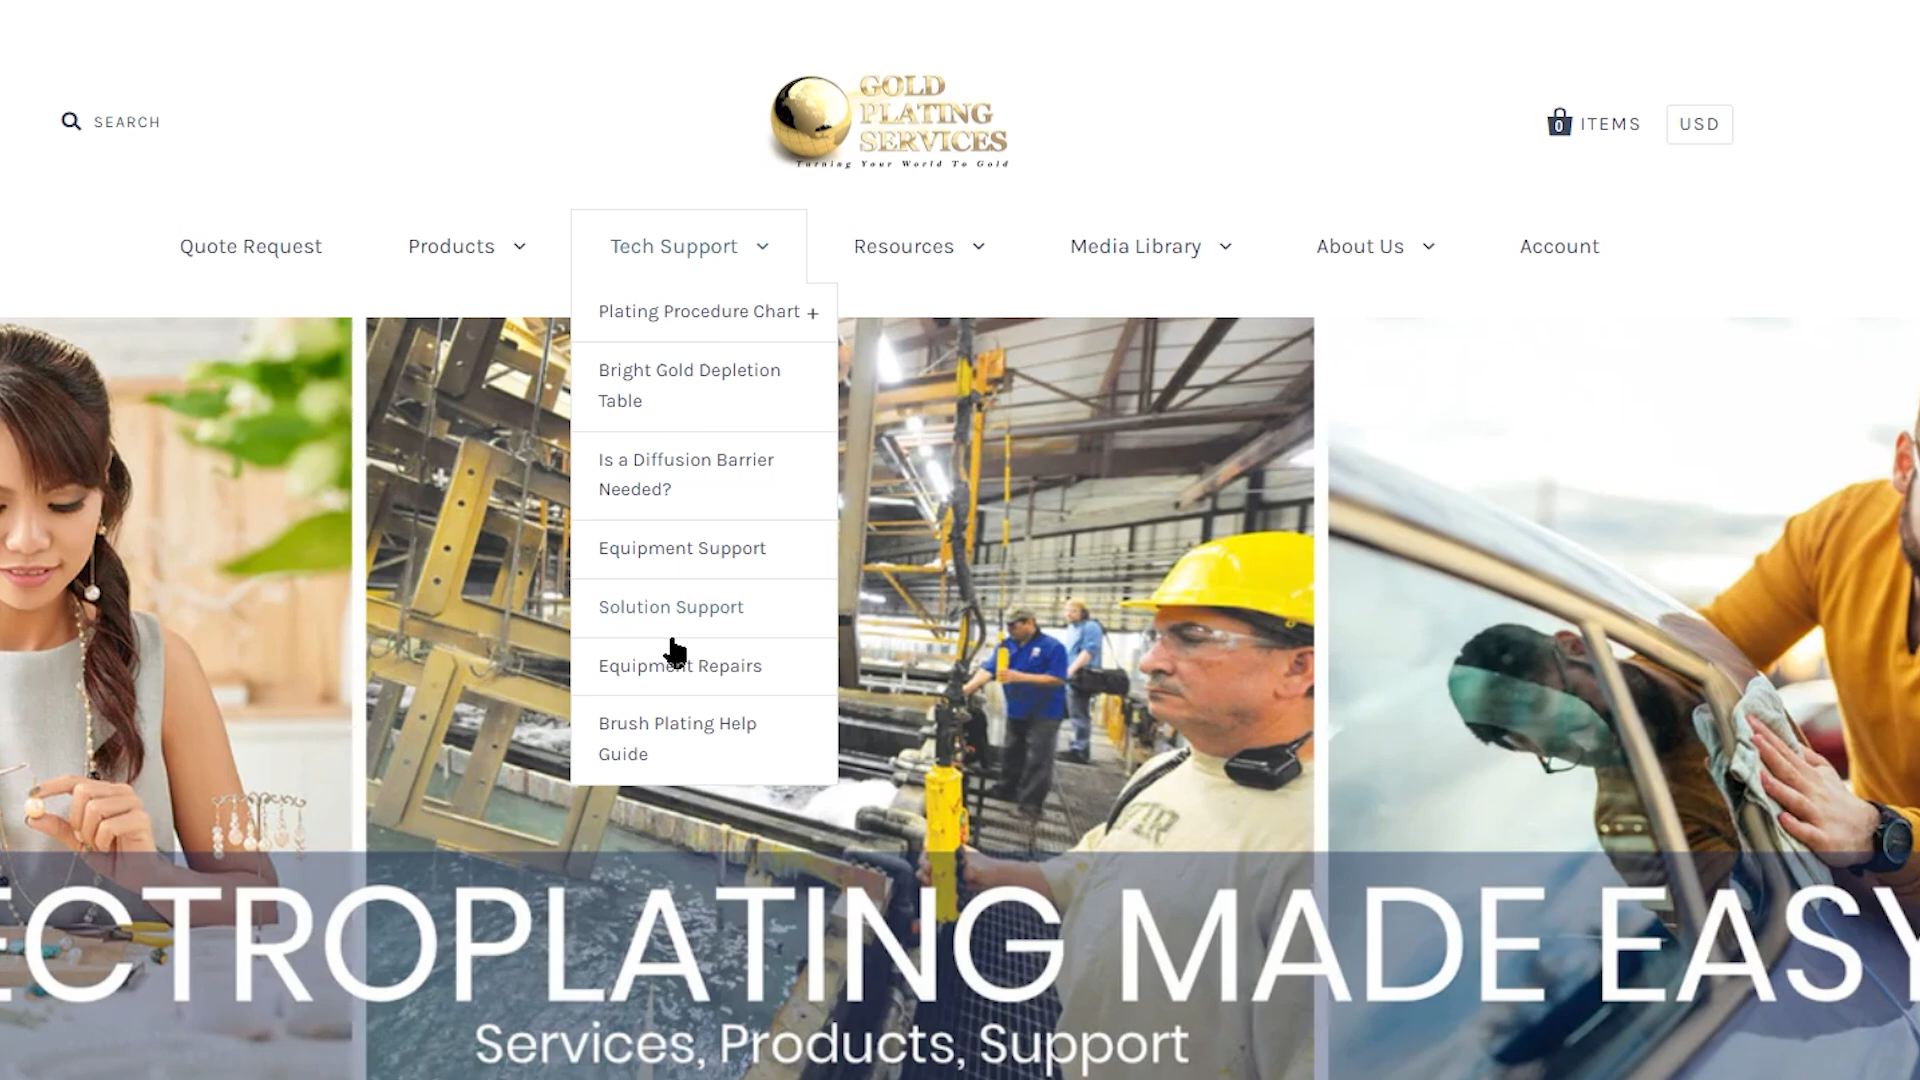 SEARCH
GOLD
PLATING
SERVICES
Turning Your World To Gold
0 ITEMS
USD
Quote Request
Products
Tech Support
Resources
Media Library
About Us
Account
Plating Procedure Chart +
Bright Gold Depletion
Table
Is a Diffusion Barrier
Needed?
Equipment Support
Solution Support
Equipment Repairs
Brush Plating Help
Guide
ECTROPLATING MADE EASY
Services, Products, Support